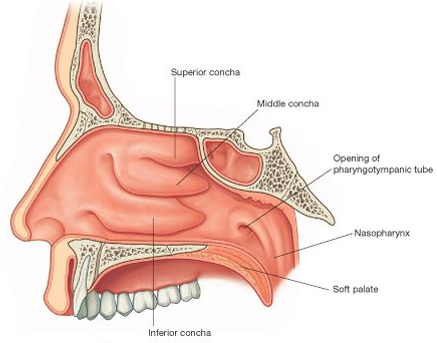 Superior concha
Middle concha
Opening of
pharyngotympanic tube
Nasopharynx
Soft palate
Inferior concha